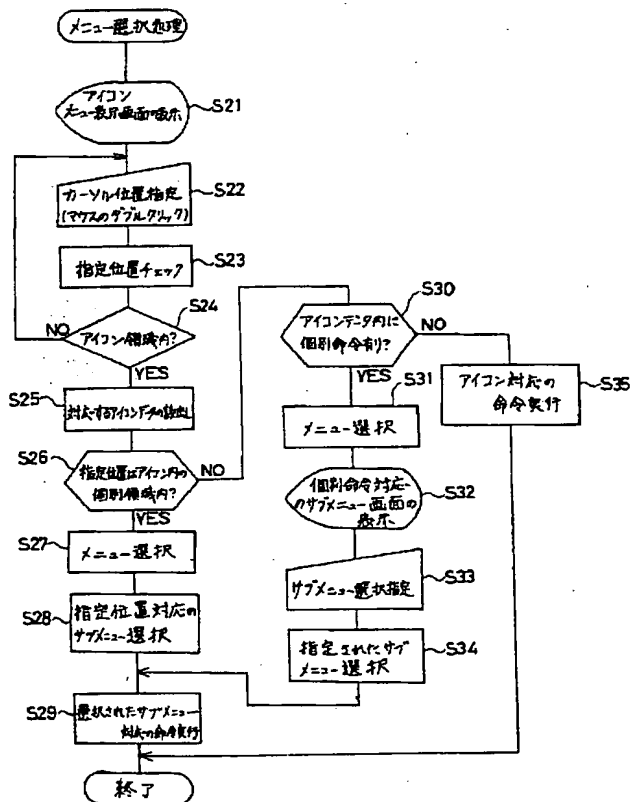 メニュー選択処理
アイコン
メニュー表示画面の表示
S21
カーソル位置指定
(マウスのダブルクリック)
S22
指定位置チェック
S23
アイコン領域内?
S24
NO
YES
S25
対応するアイコンデータの読出し
S26
指定位置はアイコン内の
個別領域内?
NO
YES
S27
メニュー選択
S28
指定位置対応の
サブメニュー選択
S29
選択されたサブメニュー
対応の命令実行
終了
S30
アイコンデータ内に
個別命令有り?
NO
YES
S31
メニュー選択
個別命令対応
のサブメニュー画面の
表示
S32
サブメニュー選択指定
S33
指定されたサブ
メニュー選択
S34
アイコン対応の
命令実行
S35